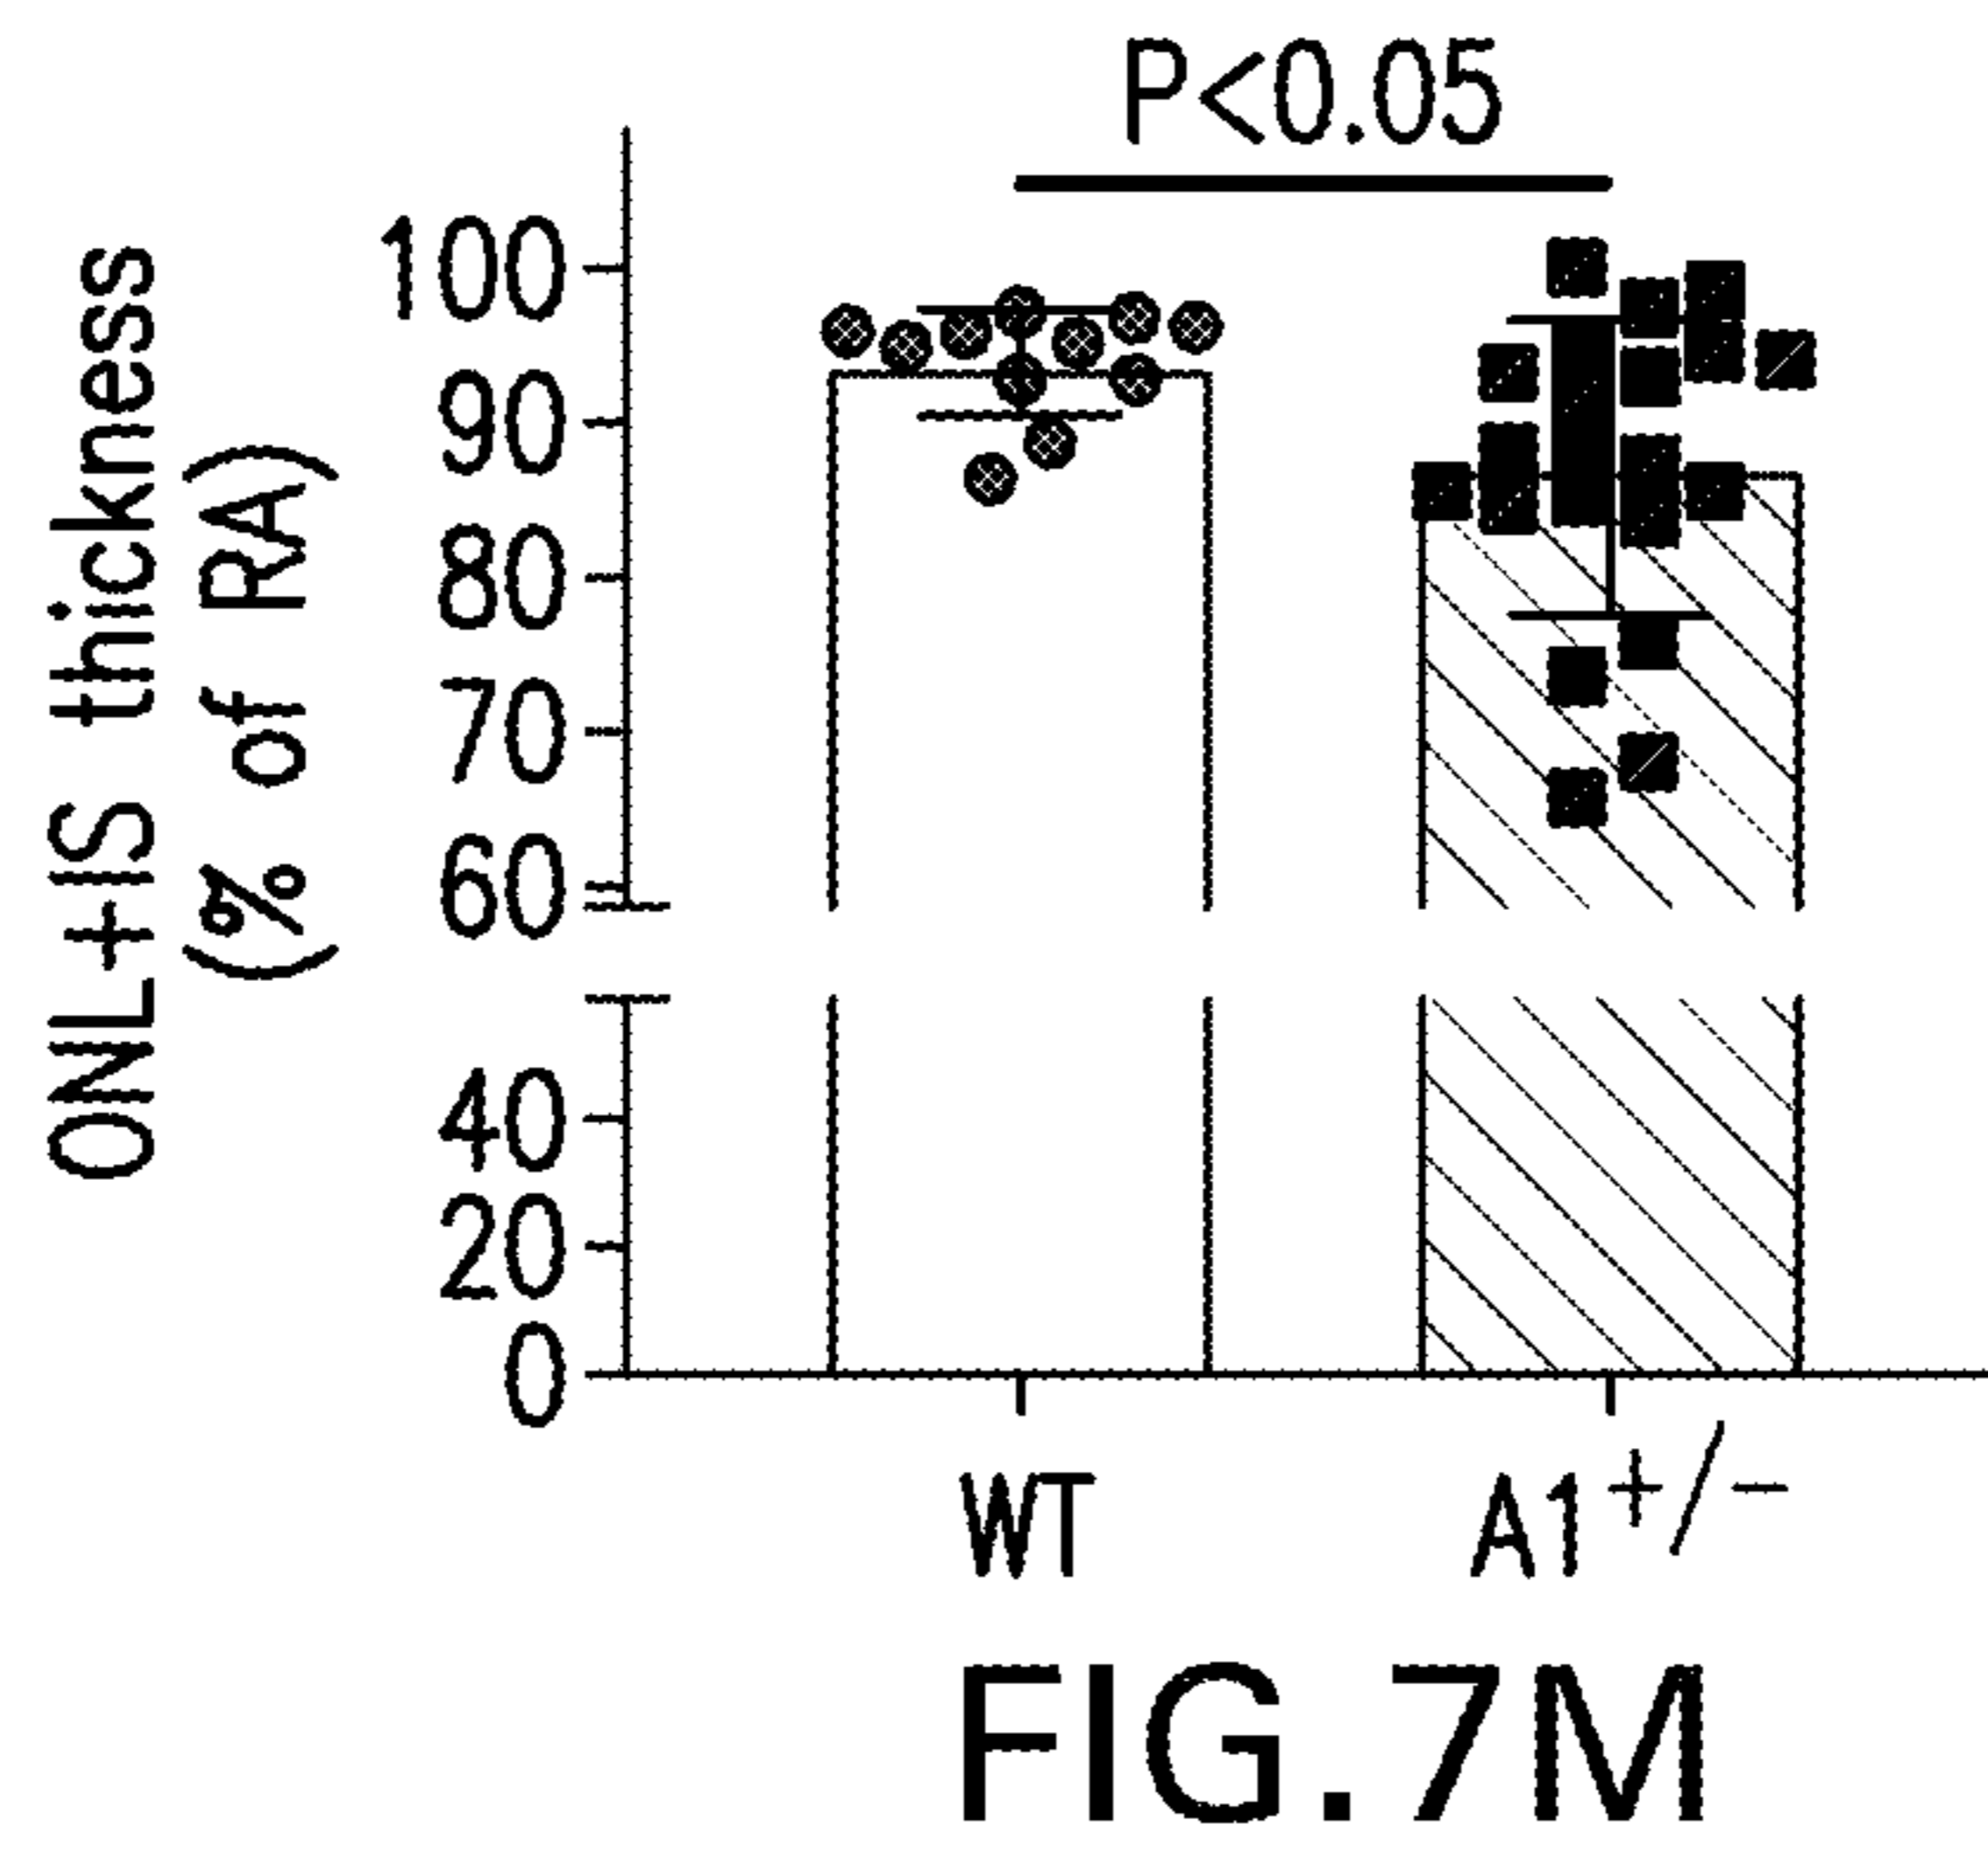 P<0.05
ONL+IS thickness
(% of RA)
100
90
80
70
60
40
20
0
WT
A1+/−
FIG.7M